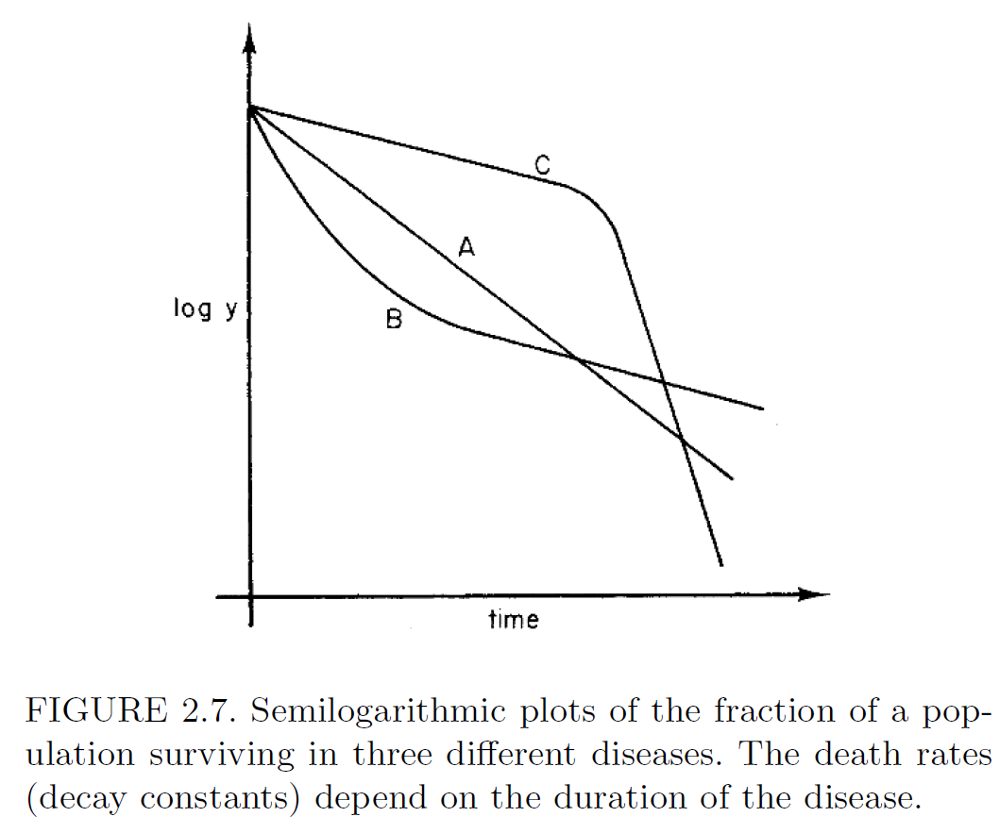 C
A
log y
B
time
FIGURE 2.7. Semilogarithmic plots of the fraction of a pop-
ulation surviving in three different diseases. The death rates
(decay constants) depend on the duration of the disease.